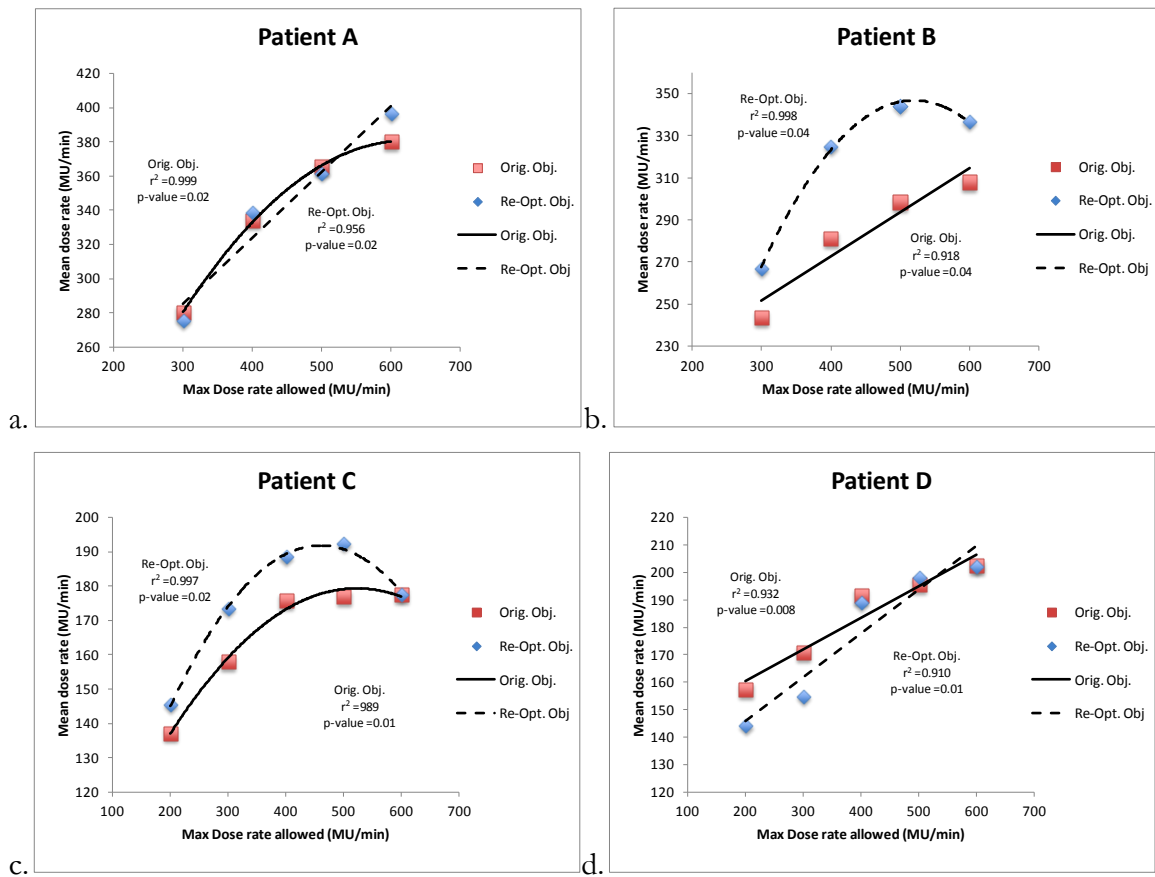 Patient A
Mean dose rate (MU/min)
420
400
380
360
340
320
300
280
260
200
300
400
500
600
700
Max Dose rate allowed (MU/min)
Orig. Obj.
r² =0.999
p-value =0.02
Re-Opt. Obj.
r² =0.956
p-value =0.02
Orig. Obj.
Re-Opt. Obj.
Orig. Obj.
Re-Opt. Obj
a.
Patient B
Mean dose rate (MU/min)
350
330
310
290
270
250
230
200
300
400
500
600
700
Max Dose rate allowed (MU/min)
Re-Opt. Obj.
r² =0.998
p-value =0.04
Orig. Obj.
r² =0.918
p-value =0.04
Orig. Obj.
Re-Opt. Obj.
Orig. Obj.
Re-Opt. Obj
b.
Patient C
Mean dose rate (MU/min)
200
190
180
170
160
150
140
130
120
100
200
300
400
500
600
700
Max Dose rate allowed (MU/min)
Re-Opt. Obj.
r² =0.997
p-value =0.02
Orig. Obj.
r² =989
p-value =0.01
Orig. Obj.
Re-Opt. Obj.
Orig. Obj.
Re-Opt. Obj
c.
Patient D
Mean dose rate (MU/min)
220
210
200
190
180
170
160
150
140
130
120
100
200
300
400
500
600
700
Max Dose rate allowed (MU/min)
Orig. Obj.
r² =0.932
p-value =0.008
Re-Opt. Obj.
r² =0.910
p-value =0.01
Orig. Obj.
Re-Opt. Obj.
Orig. Obj.
Re-Opt. Obj
d.